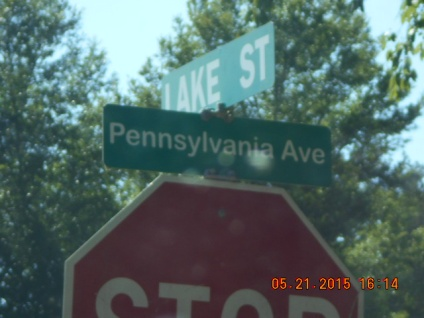 LAKE ST
Pennsylvania Ave
STOP
05.21.2015 16:14